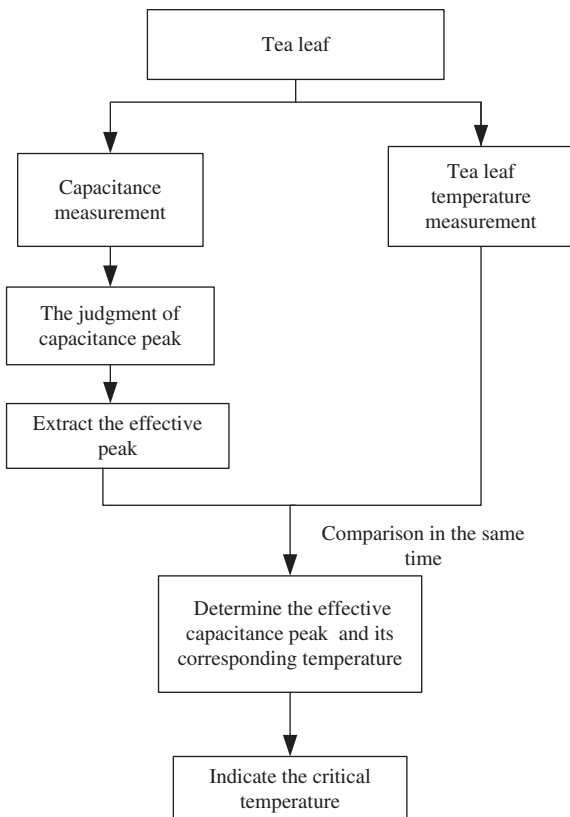 Tea leaf
Capacitance
measurement
Tea leaf
temperature
measurement
The judgment of
capacitance peak
Extract the effective
peak
Comparison in the same
time
Determine the effective
capacitance peak and its
corresponding temperature
Indicate the critical
temperature